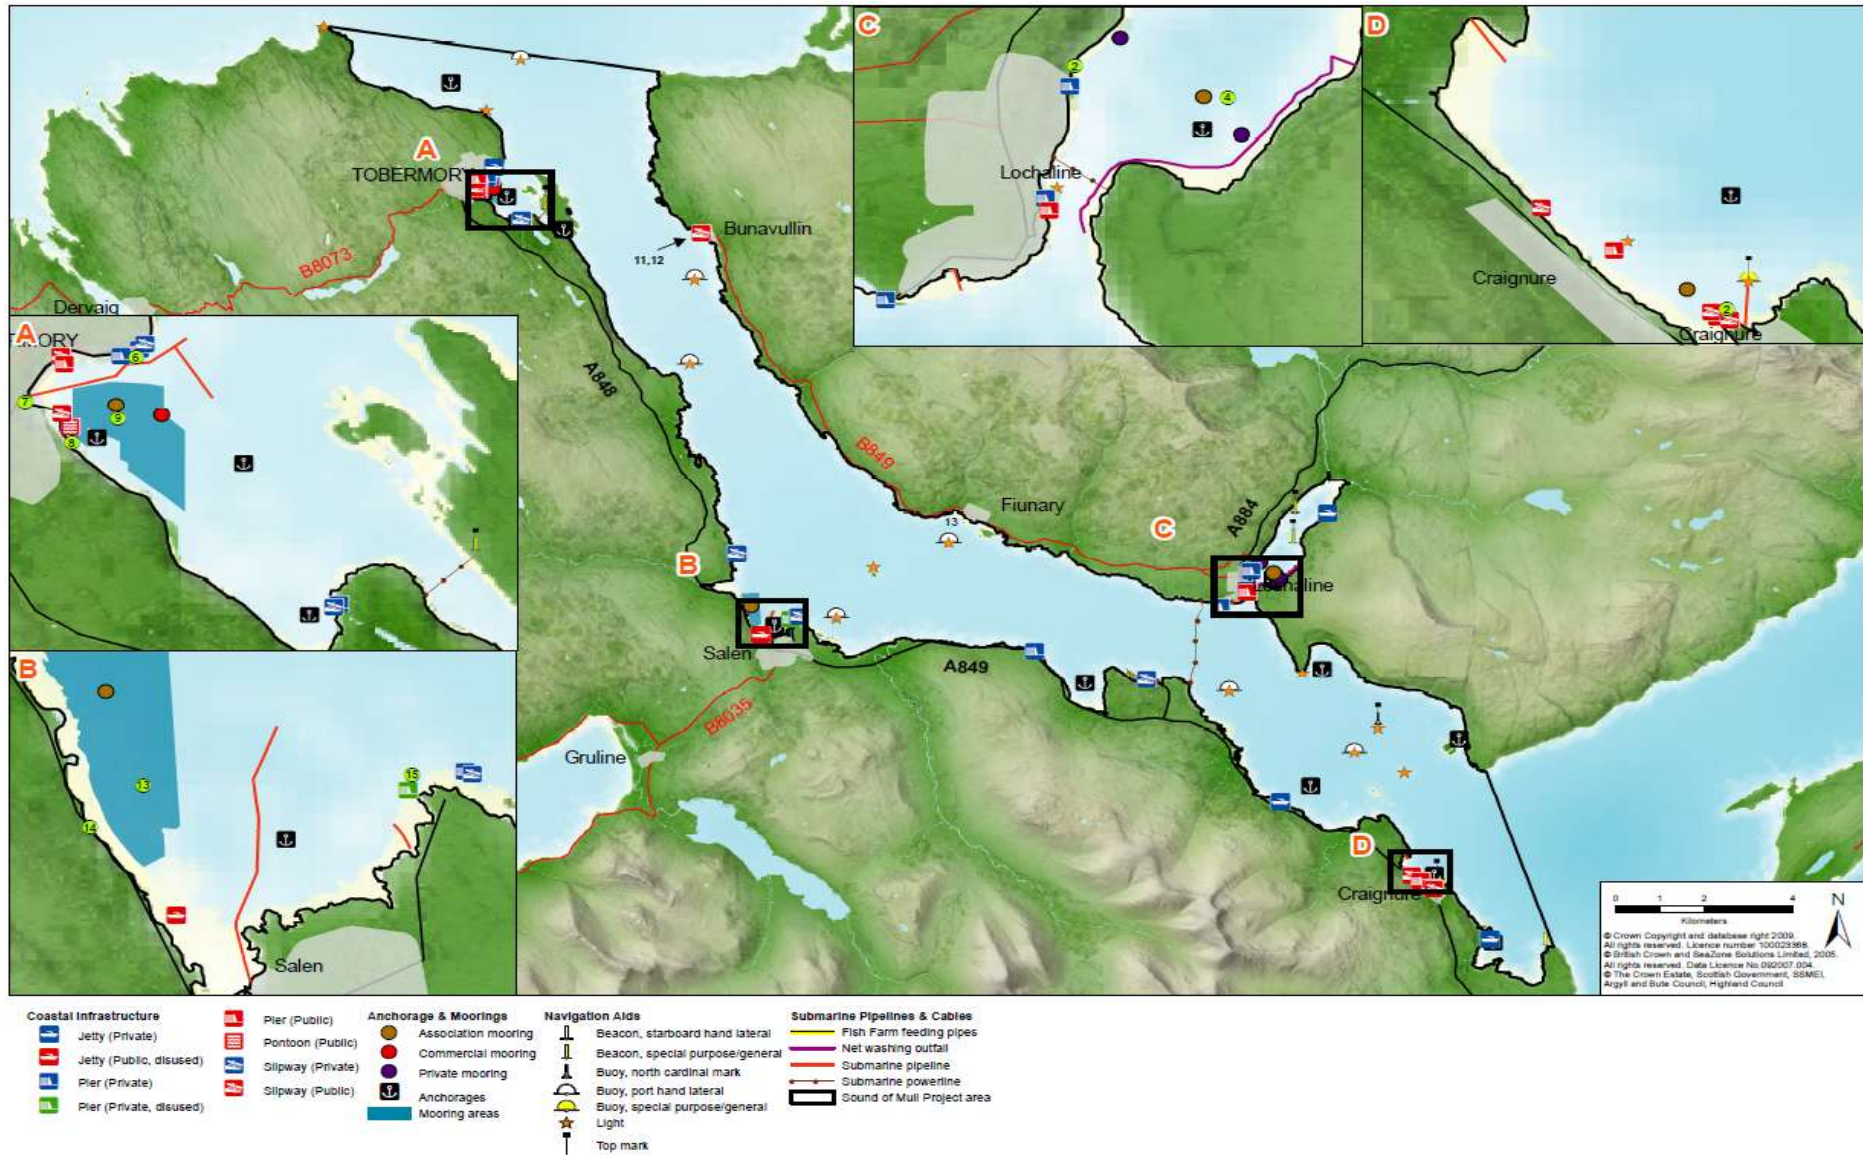 A
TOBERMORY
B8073
Dervaig
11,12
Bunavullin
A848
B849
Fiunary
13
C
A884
Lochaline
B
Salen
A849
B8035
Gruline
D
Craignure
A
6
7
9
8
B
13
14
15
Salen
C
2
4
Lochaline
D
Craignure
2
Craignure
0 1 2 4
Kilometers
N
© Crown Copyright and database right 2009.
All rights reserved. Licence number 100023368.
© British Crown and SeaZone Solutions Limited, 2005.
All rights reserved. Data Licence No.092007.004.
© The Crown Estate, Scottish Government, SSMEI,
Argyll and Bute Council, Highland Council
Coastal Infrastructure
Jetty (Private)
Jetty (Public, disused)
Pier (Private)
Pier (Private, disused)
Pier (Public)
Pontoon (Public)
Slipway (Private)
Slipway (Public)
Anchorage & Moorings
Association mooring
Commercial mooring
Private mooring
Anchorages
Mooring areas
Navigation Aids
Beacon, starboard hand lateral
Beacon, special purpose/general
Buoy, north cardinal mark
Buoy, port hand lateral
Buoy, special purpose/general
Light
Top mark
Submarine Pipelines & Cables
Fish Farm feeding pipes
Net washing outfall
Submarine pipeline
Submarine powerline
Sound of Mull Project area